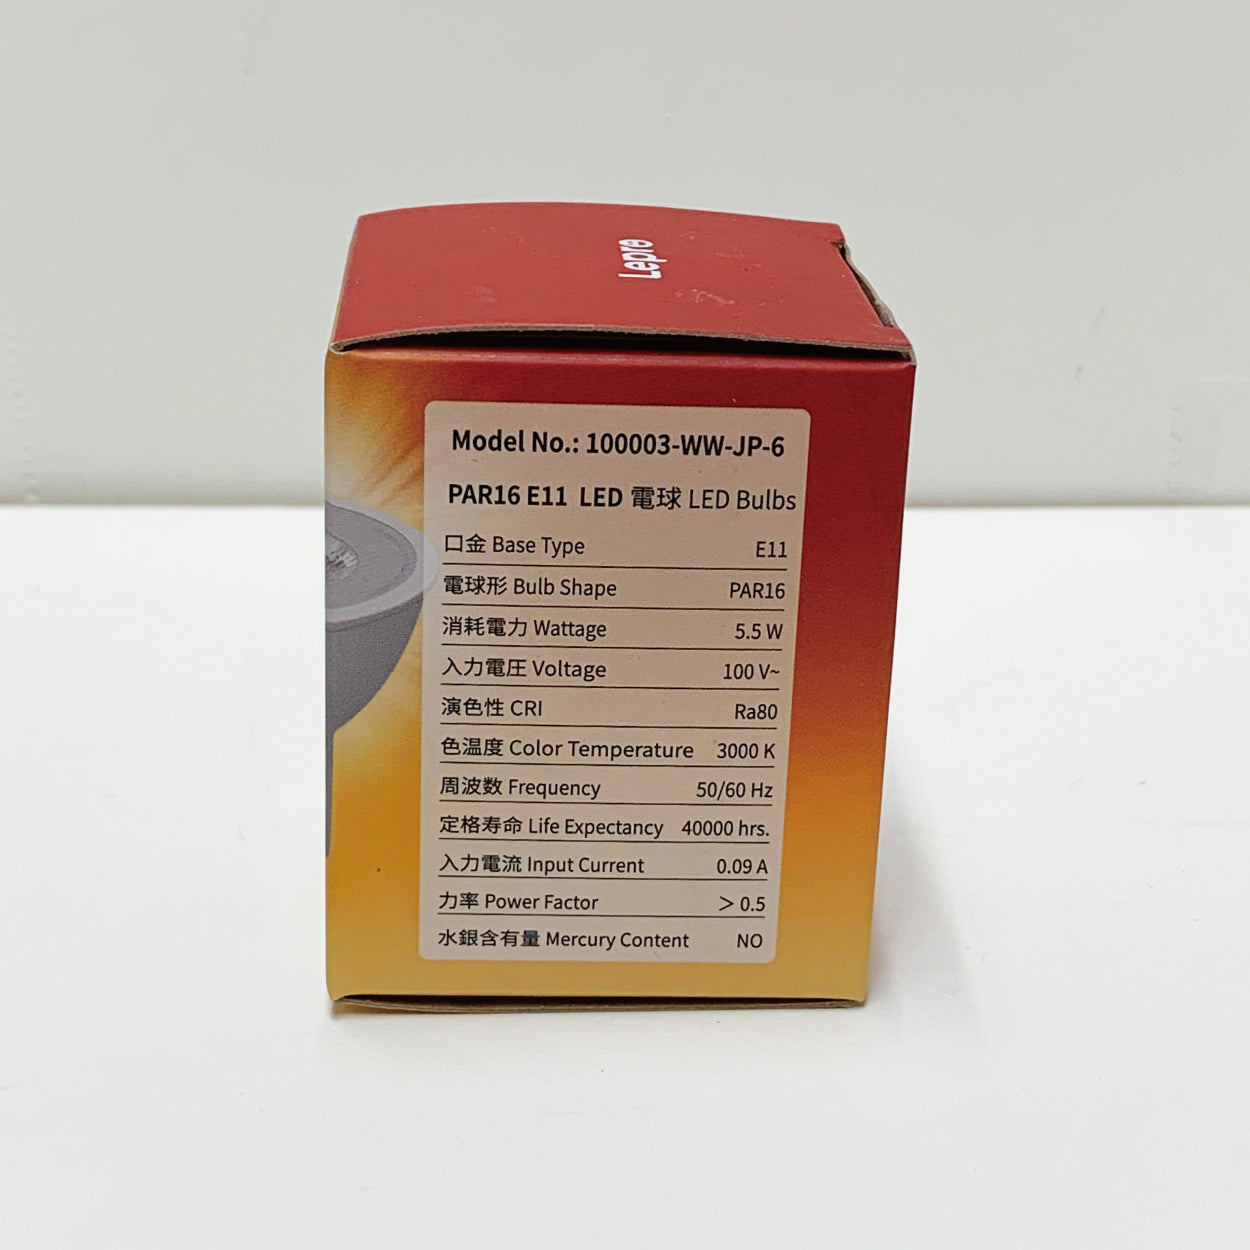 Lepro
Model No.: 100003-WW-JP-6
PAR16 E11 LED 電球 LED Bulbs
口金 Base Type E11
電球形 Bulb Shape PAR16
消耗電力 Wattage 5.5 W
入力電圧 Voltage 100 V~
演色性 CRI Ra80
色温度 Color Temperature 3000 K
周波数 Frequency 50/60 Hz
定格寿命 Life Expectancy 40000 hrs.
入力電流 Input Current 0.09 A
力率 Power Factor ＞ 0.5
水銀含有量 Mercury Content NO